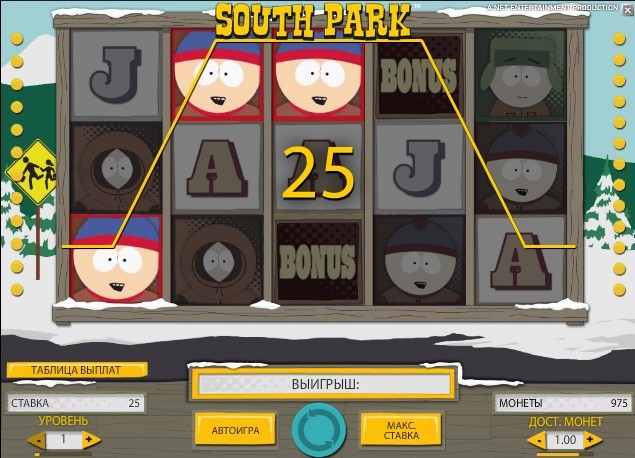 SOUTH PARK™
A NET ENTERTAINMENT PRODUCTION
J
BONUS
A
A
J
25
BONUS
A
ТАБЛИЦА ВЫПЛАТ
ВЫИГРЫШ:
СТАВКА 25
МОНЕТЫ 975
УРОВЕНЬ
АВТОИГРА
МАКС.
СТАВКА
ДОСТ. МОНЕТ
◄ 1 +
- 1.00 +